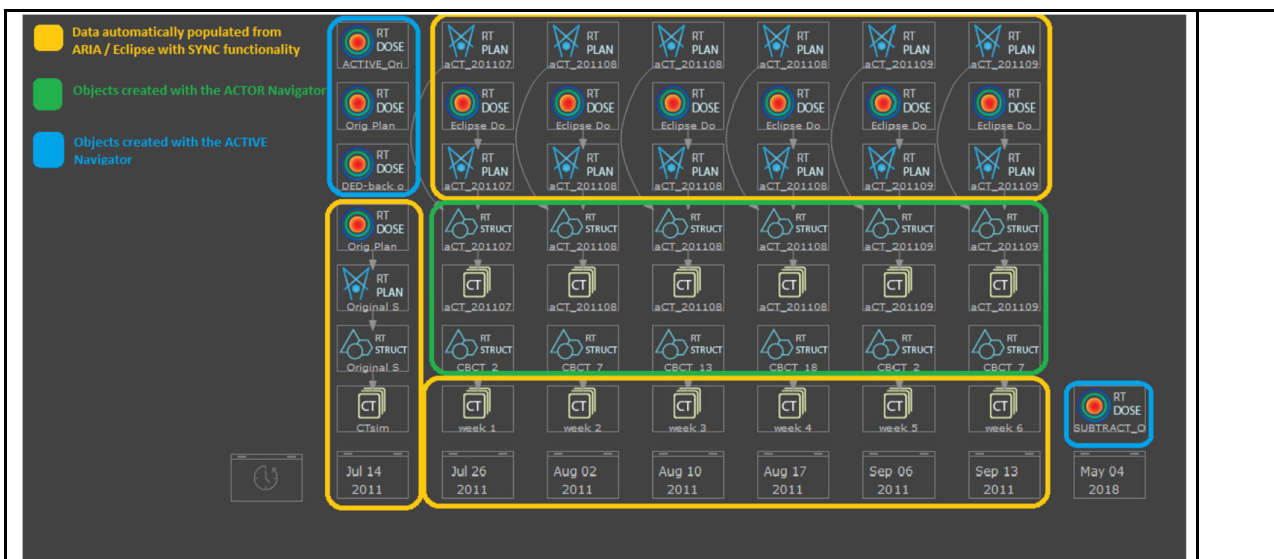 Data automatically populated from
ARIA / Eclipse with SYNC functionality
Objects created with the ACTOR Navigator
Objects created with the ACTIVE
Navigator
RT DOSE RT PLAN RT PLAN RT PLAN RT PLAN RT PLAN RT PLAN
ACTIVE_Ori aCT_201107 aCT_201108 aCT_201108 aCT_201108 aCT_201109 aCT_201109
RT DOSE RT DOSE RT DOSE RT DOSE RT DOSE RT DOSE RT DOSE
Orig Plan Eclipse Do Eclipse Do Eclipse Do Eclipse Do Eclipse Do Eclipse Do
RT DOSE RT PLAN RT PLAN RT PLAN RT PLAN RT PLAN RT PLAN
DED-back o aCT_201107 aCT_201108 aCT_201108 aCT_201108 aCT_201109 aCT_201109
RT DOSE RT STRUCT RT STRUCT RT STRUCT RT STRUCT RT STRUCT RT STRUCT
Orig Plan aCT_201107 aCT_201108 aCT_201108 aCT_201108 aCT_201109 aCT_201109
RT PLAN CT CT CT CT CT CT
Original S aCT_201107 aCT_201108 aCT_201108 aCT_201108 aCT_201109 aCT_201109
RT STRUCT RT STRUCT RT STRUCT RT STRUCT RT STRUCT RT STRUCT RT STRUCT
Original S CBCT_2 CBCT_7 CBCT_13 CBCT_18 CBCT_2 CBCT_7
CT CT CT CT CT CT CT RT DOSE
CTsim week 1 week 2 week 3 week 4 week 5 week 6 SUBTRACT_O
Jul 14 Jul 26 Aug 02 Aug 10 Aug 17 Sep 06 Sep 13 May 04
2011 2011 2011 2011 2011 2011 2011 2018